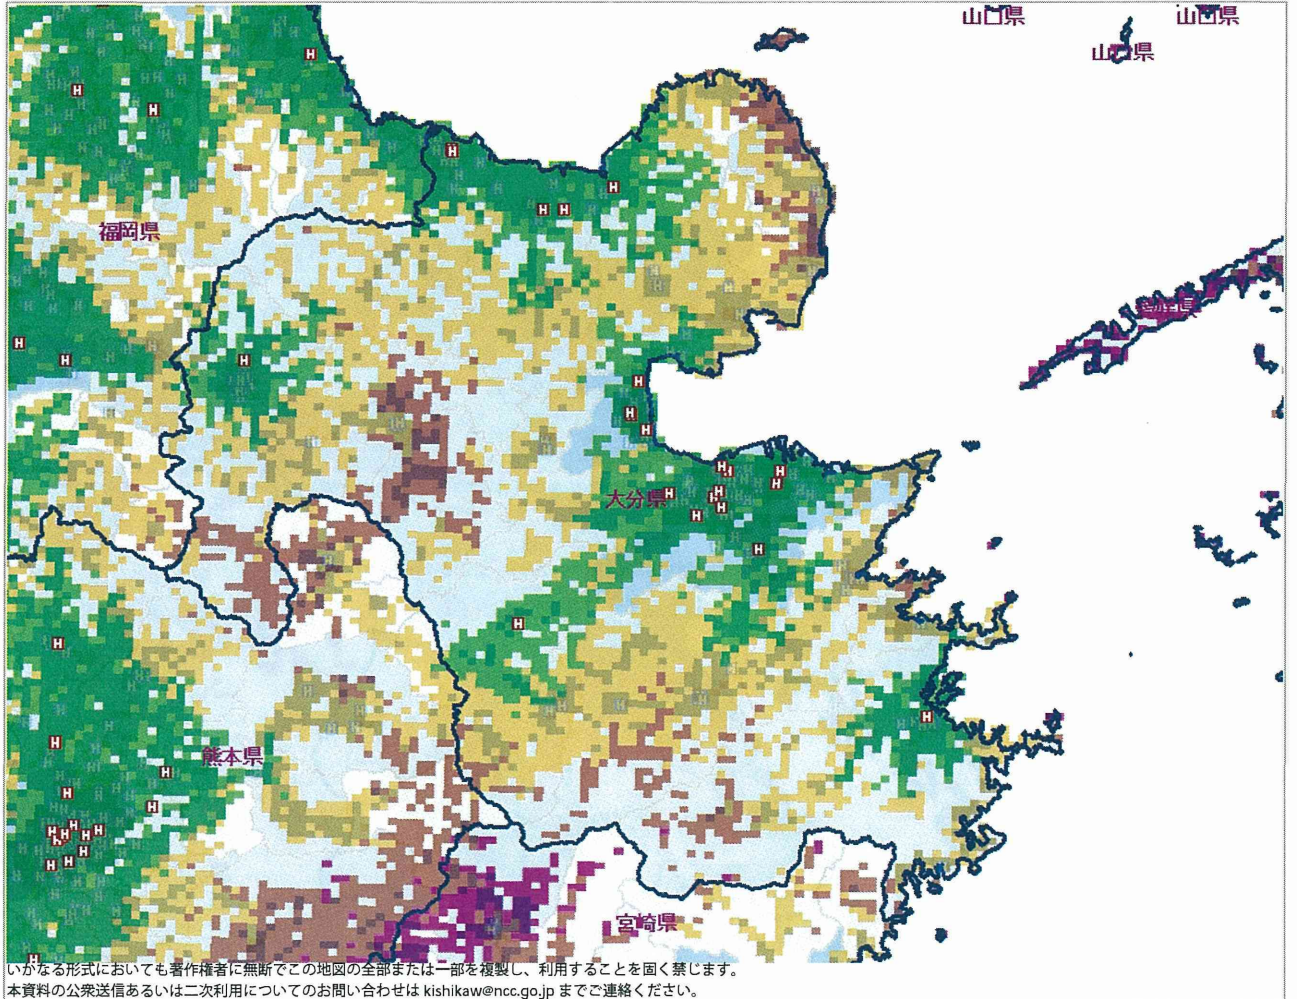 山口県
山口県
山口県
福岡県
愛媛県
大分県
熊本県
宮崎県
いかなる形式においても著作権者に無断でこの地図の全部または一部を複製し、利用することを固く禁じます。
本資料の公衆送信あるいは二次利用についてのお問い合わせは kishikaw@ncc.go.jp までご連絡ください。